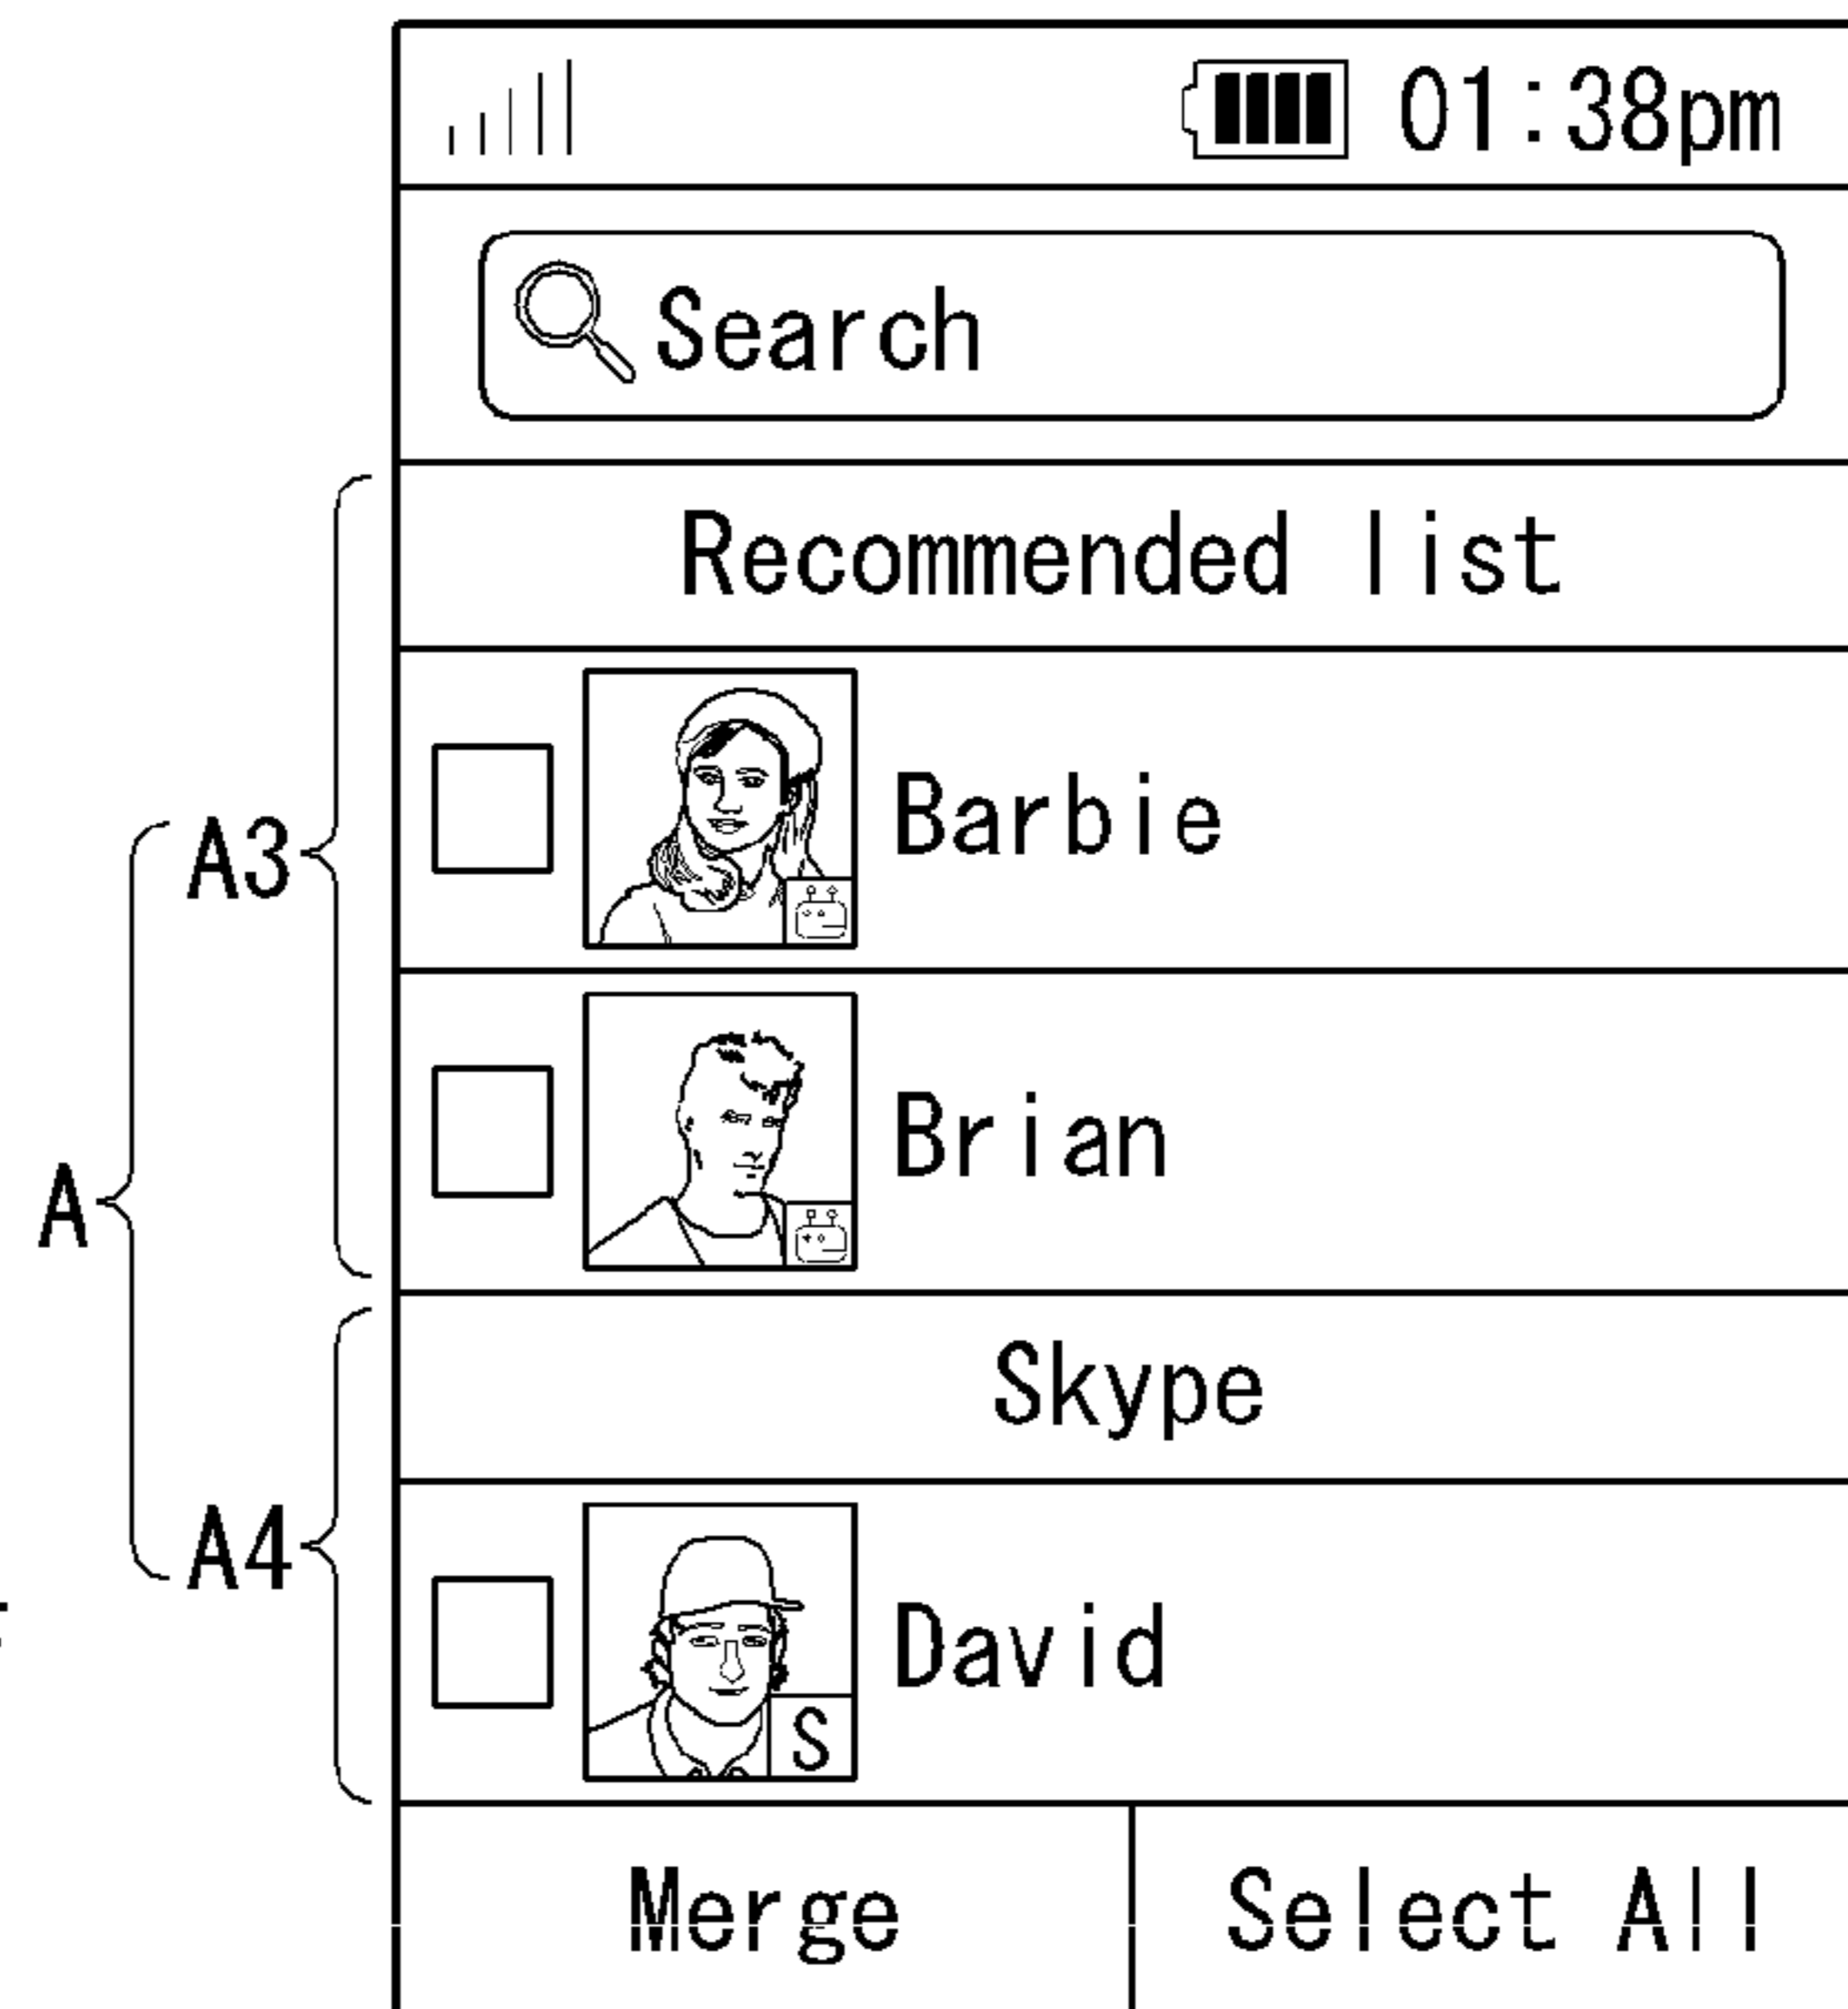 01:38pm
Search
Recommended list
A3
Barbie
Brian
A
Skype
A4
David
S
Merge Select All